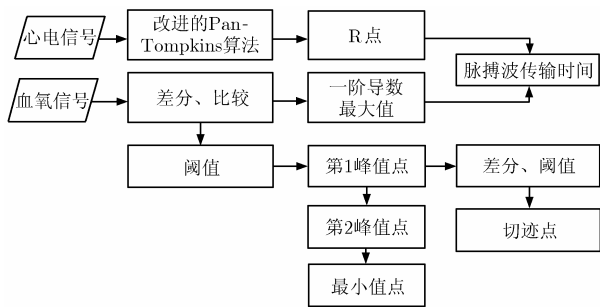 心电信号
改进的Pan-
Tompkins算法
R点
脉搏波传输时间
血氧信号
差分、比较
一阶导数
最大值
阈值
第1峰值点
差分、阈值
第2峰值点
切迹点
最小值点